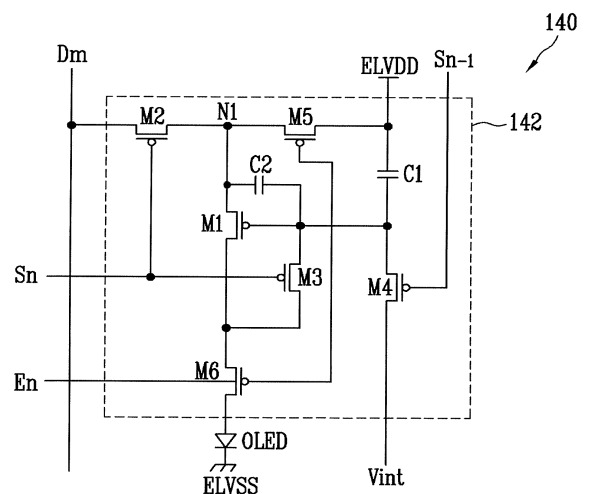 140
Dm
ELVDD
Sn-1
M2
N1
M5
142
C2
C1
M1
Sn
M3
M4
M6
En
OLED
ELVSS
Vint